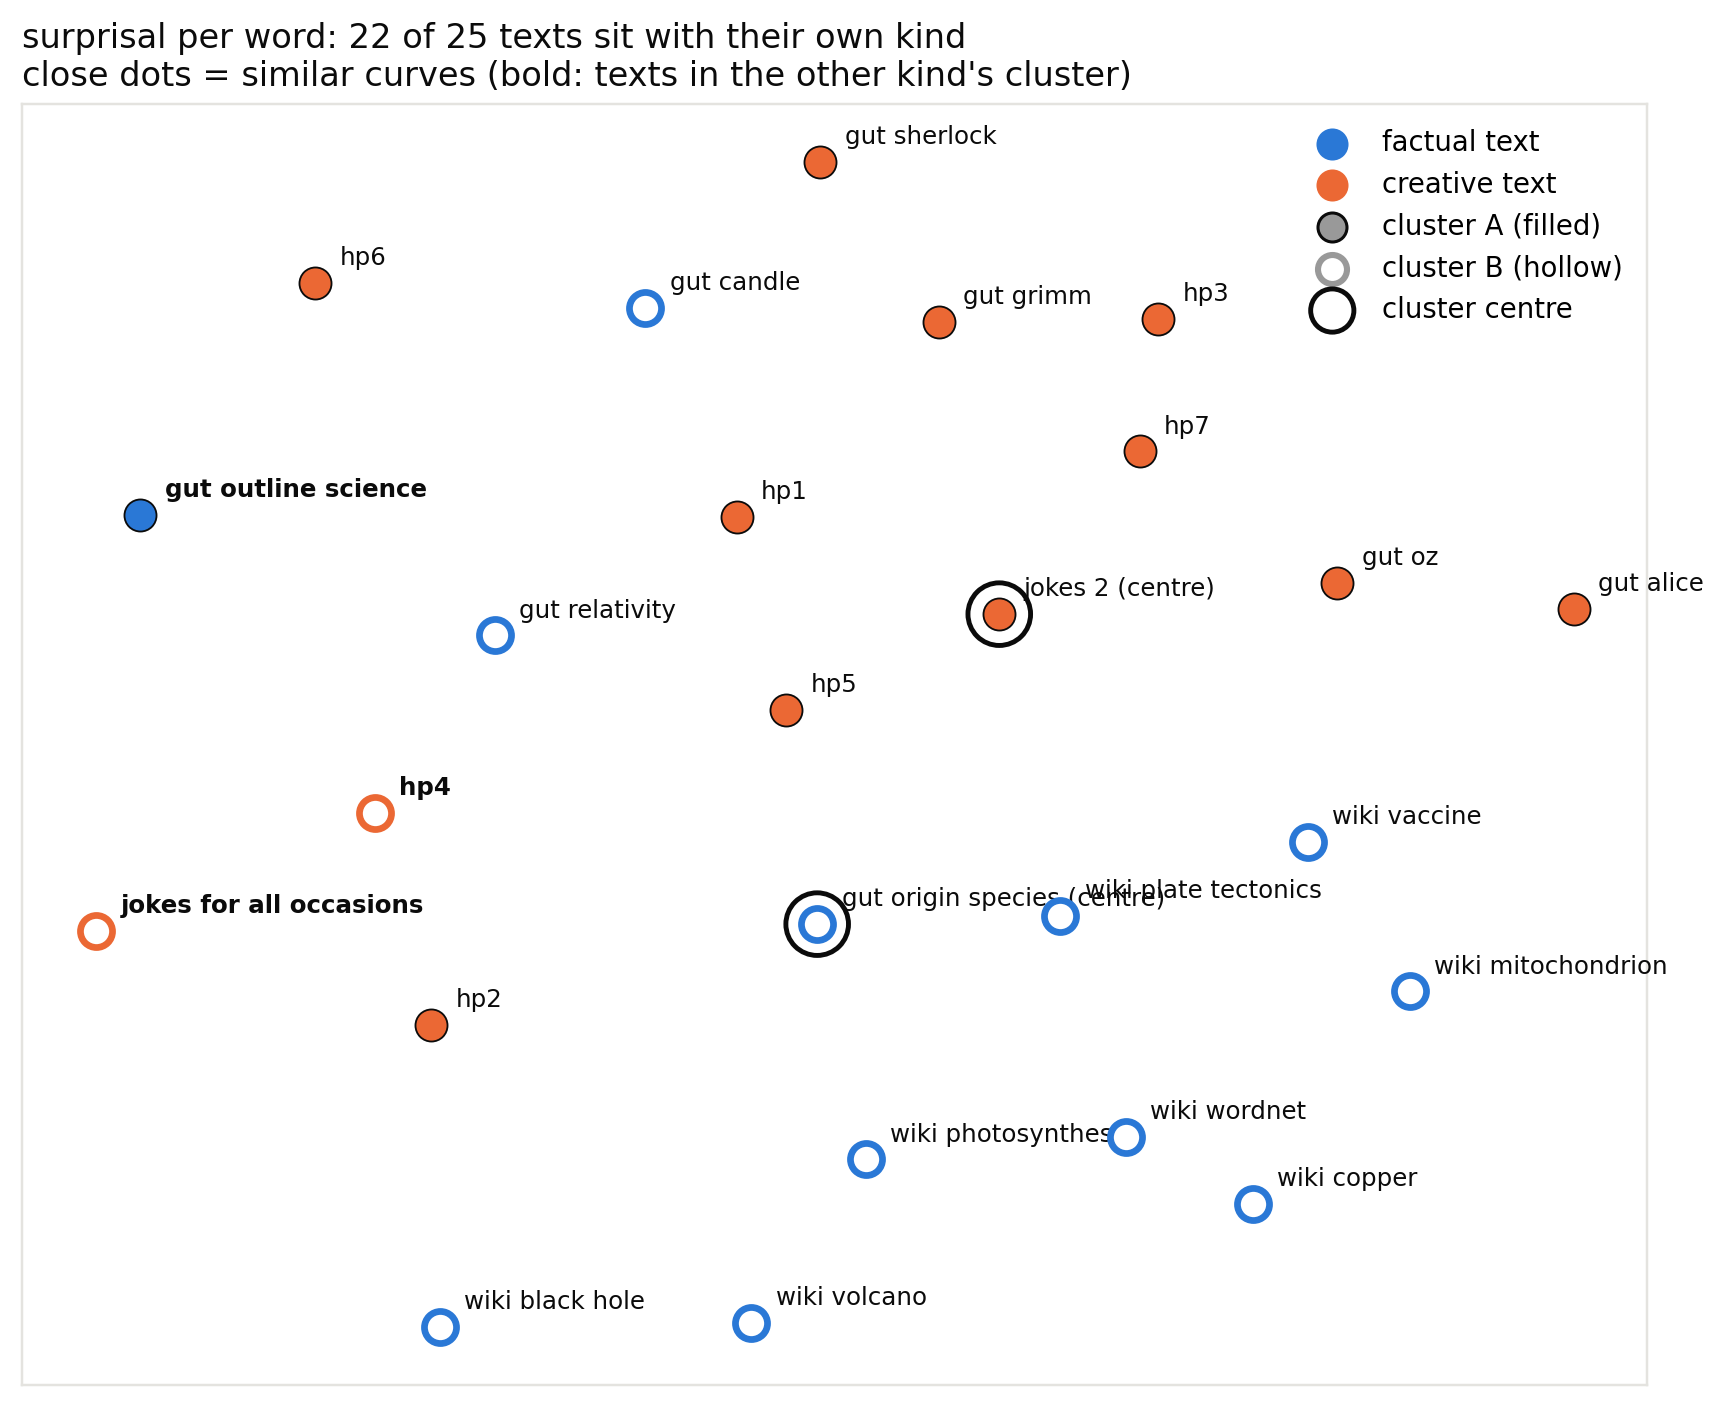 surprisal per word: 22 of 25 texts sit with their own kind
close dots = similar curves (bold: texts in the other kind's cluster)
gut sherlock
factual text
creative text
cluster A (filled)
cluster B (hollow)
cluster centre
hp6
gut candle
gut grimm
hp3
hp7
gut outline science
hp1
gut oz
gut alice
jokes 2 (centre)
gut relativity
hp5
hp4
wiki vaccine
jokes for all occasions
gut origin species (centre)
wiki plate tectonics
wiki mitochondrion
hp2
wiki photosynthes
wiki wordnet
wiki copper
wiki black hole
wiki volcano